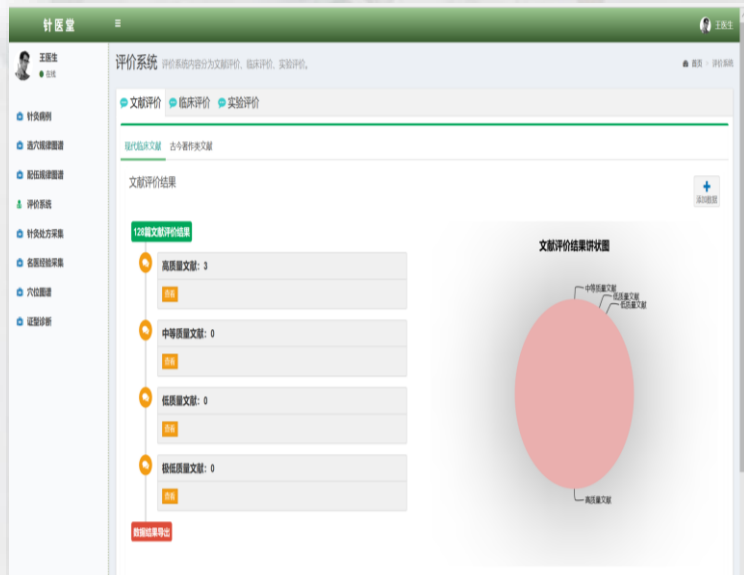 针医堂
王医生
王医生
在线
评价系统 评价系统内容分为文献评价、临床评价、实验评价。
首页 > 评价系统
文献评价 临床评价 实验评价
针灸病例
选穴规律图谱
配伍规律图谱
评价系统
针灸处方采集
名医经验采集
穴位图谱
证型诊断
现代临床文献 古今著作类文献
文献评价结果
添加数据
128篇文献评价结果
高质量文献: 3
查看
中等质量文献: 0
查看
低质量文献: 0
查看
极低质量文献: 0
查看
数据结果导出
文献评价结果饼状图
中等质量文献
低质量文献
低质量文献
高质量文献